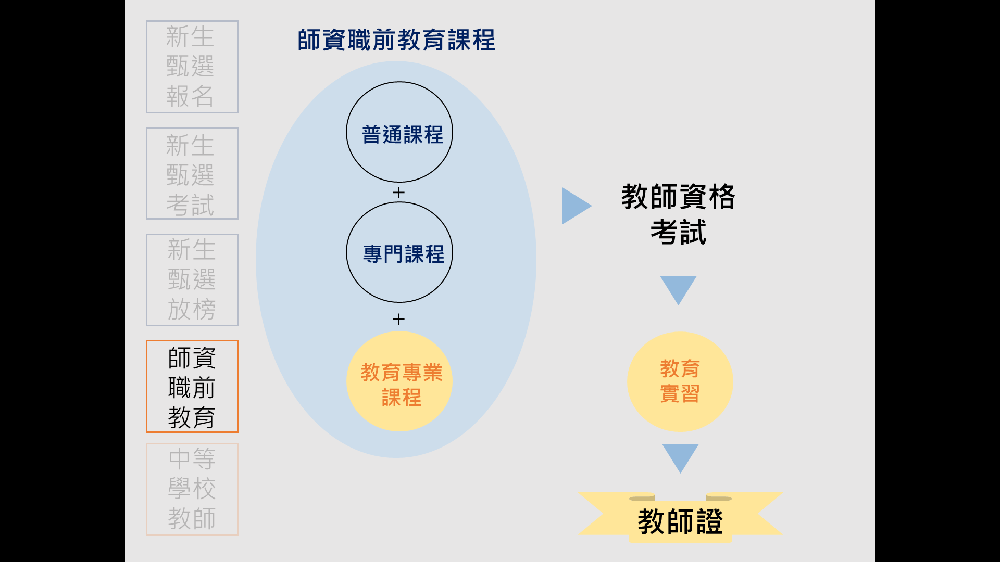 新生
甄選
報名
新生
甄選
考試
新生
甄選
放榜
師資
職前
教育
中等
學校
教師
師資職前教育課程
普通課程
+
專門課程
+
教育專業
課程
教師資格
考試
教育
實習
教師證